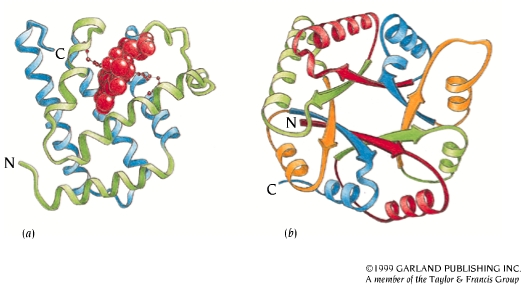 C
N
N
C
(a)
(b)
©1999 GARLAND PUBLISHING INC.
A member of the Taylor & Francis Group